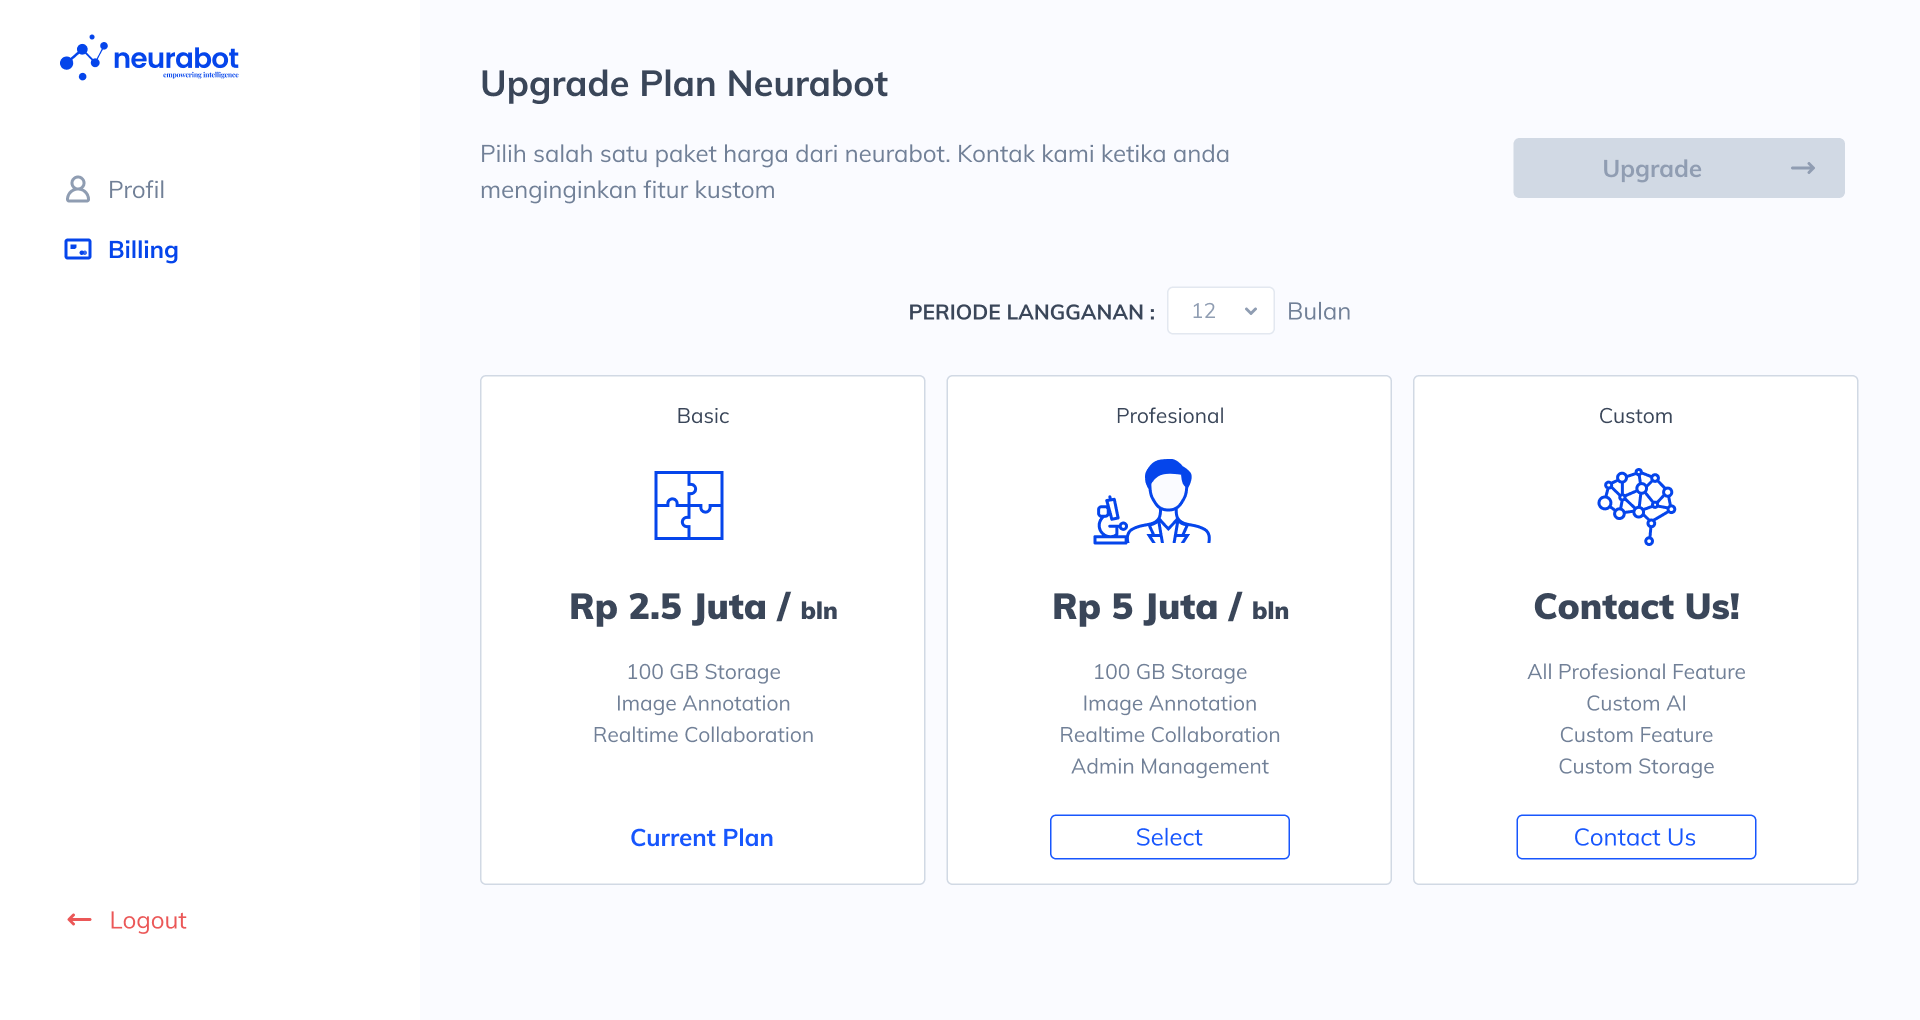 neurabot
empowering intelligence
Profil
Billing
Logout
Upgrade Plan Neurabot
Pilih salah satu paket harga dari neurabot. Kontak kami ketika anda
menginginkan fitur kustom
Upgrade
PERIODE LANGGANAN : 12 Bulan
Basic
Rp 2.5 Juta / bln
100 GB Storage
Image Annotation
Realtime Collaboration
Current Plan
Profesional
Rp 5 Juta / bln
100 GB Storage
Image Annotation
Realtime Collaboration
Admin Management
Select
Custom
Contact Us!
All Profesional Feature
Custom AI
Custom Feature
Custom Storage
Contact Us